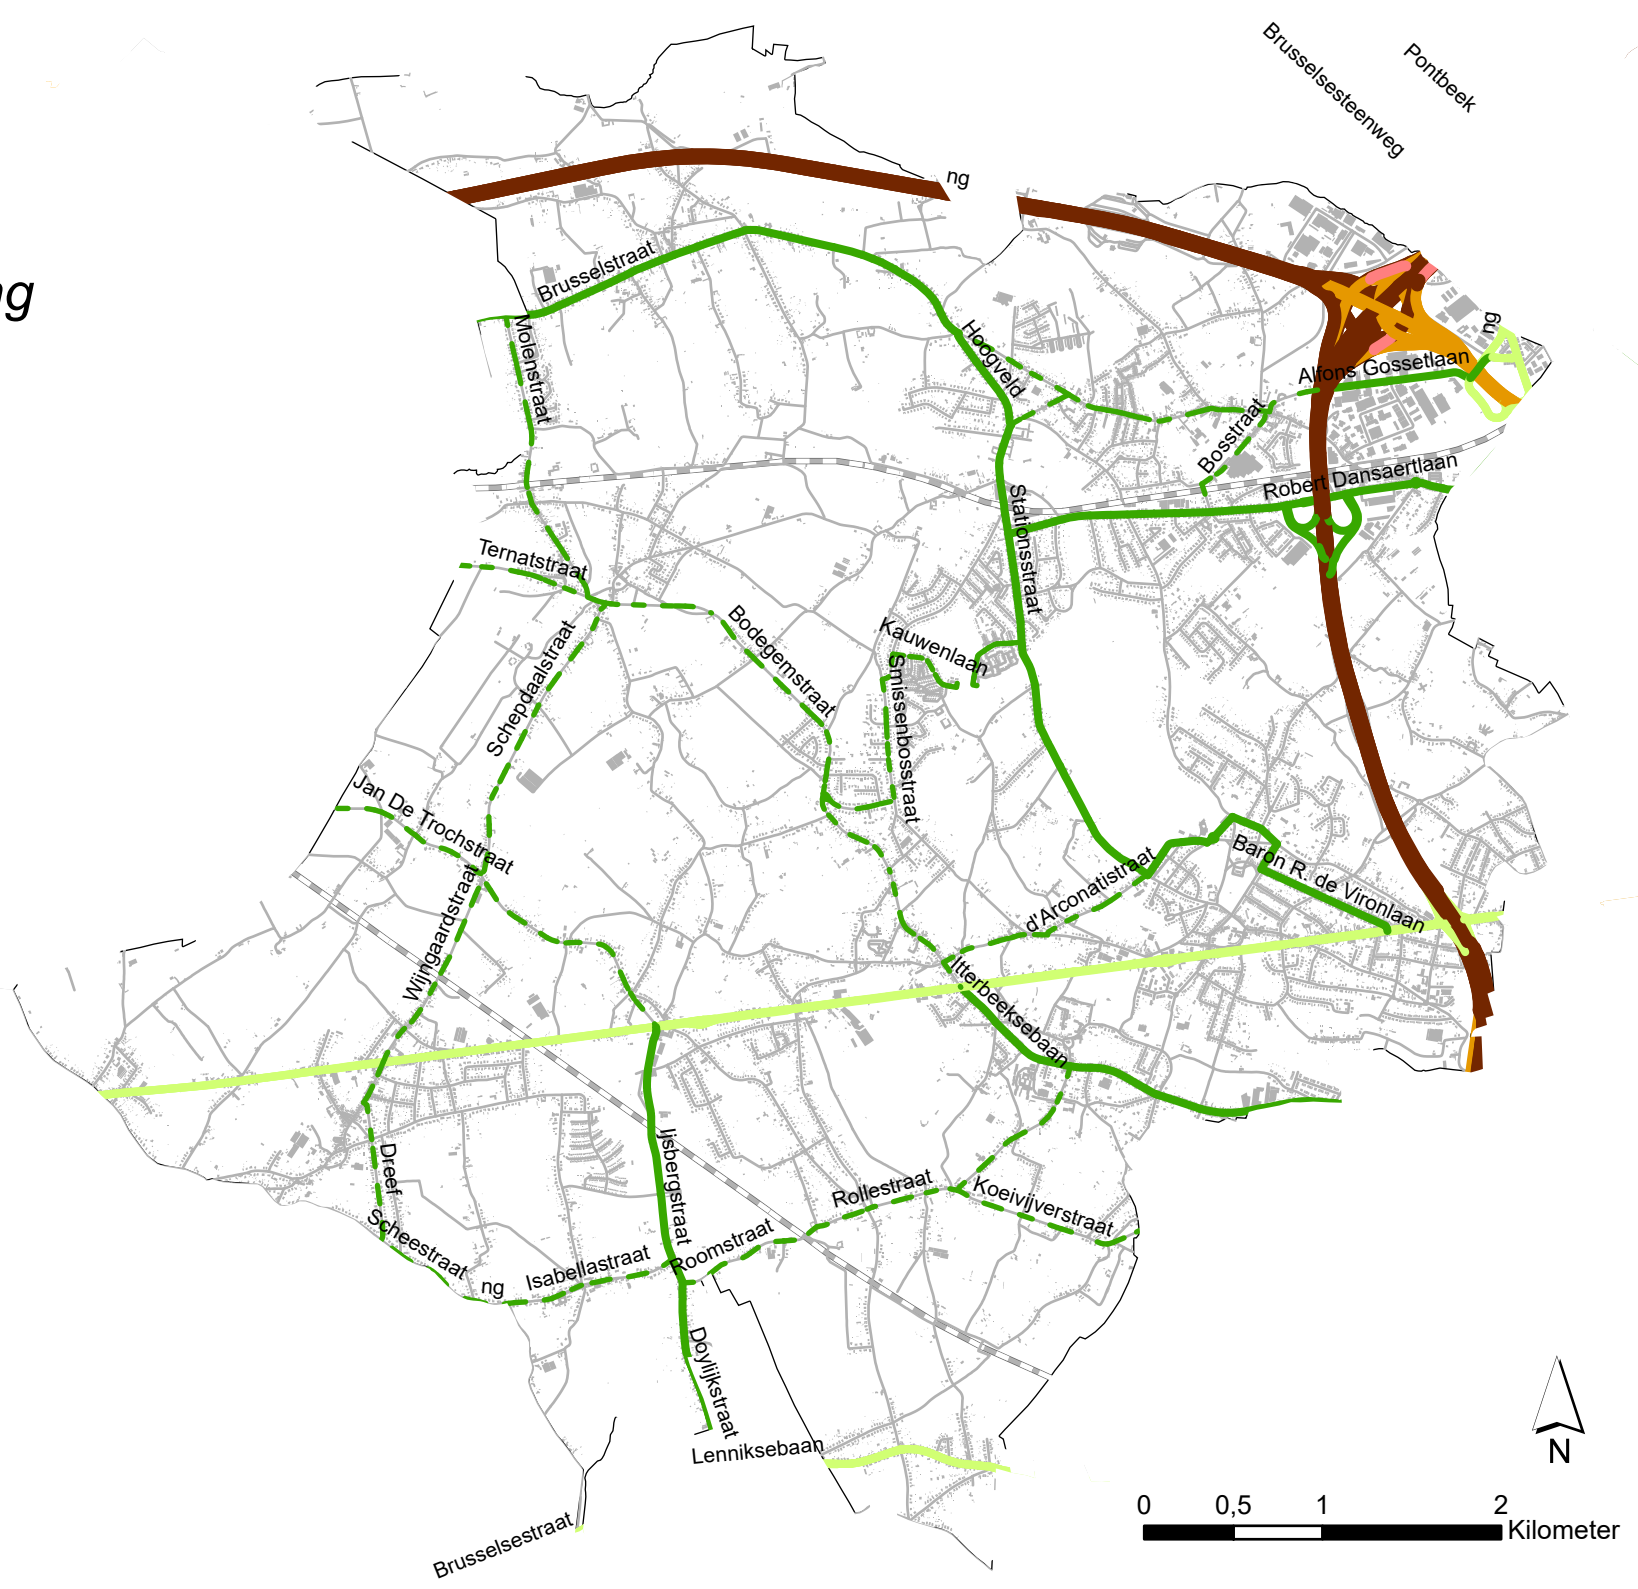 Brusselsesteenweg
Pontbeek
ng
ng
Brusselstraat
ng
Molenstraat
Hoogveld
Alfons Gossetlaan
Bosstraat
Robert Dansaertlaan
Stationsstraat
Ternatstraat
Bodegemstraat
Kauwenlaan
Schepdaalstraat
Smissenbosstraat
Jan De Trochstraat
Baron R. de Vironlaan
d'Arconatistraat
Wijngaardstraat
Itterbeeksebaan
Ijsbergstraat
Dreef
Rollestraat
Koeivijverstraat
Scheestraat
Roomstraat
Isabellastraat
ng
Doylijkstraat
Lenniksebaan
Brusselsestraat
N
0 0,5 1 2
Kilometer